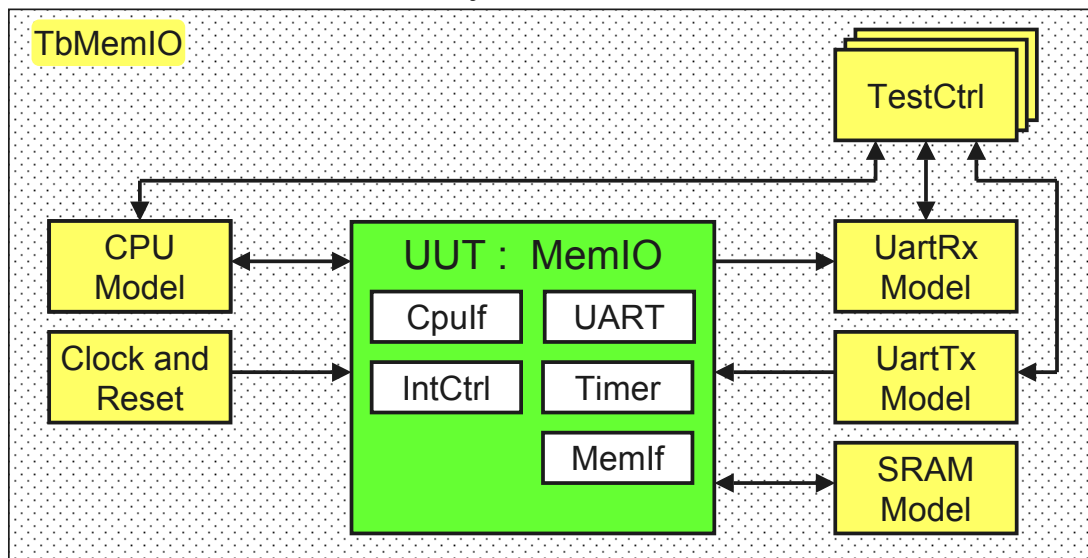 TbMemIO
TestCtrl
CPU
Model
UUT : MemIO
UartRx
Model
CpuIf
UART
Clock and
Reset
IntCtrl
Timer
UartTx
Model
MemIf
SRAM
Model